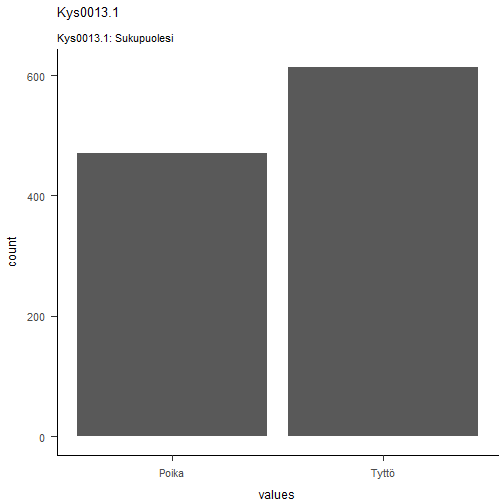 Kys0013.1
Kys0013.1: Sukupuolesi
600
400
200
0
count
Poika
Tyttö
values